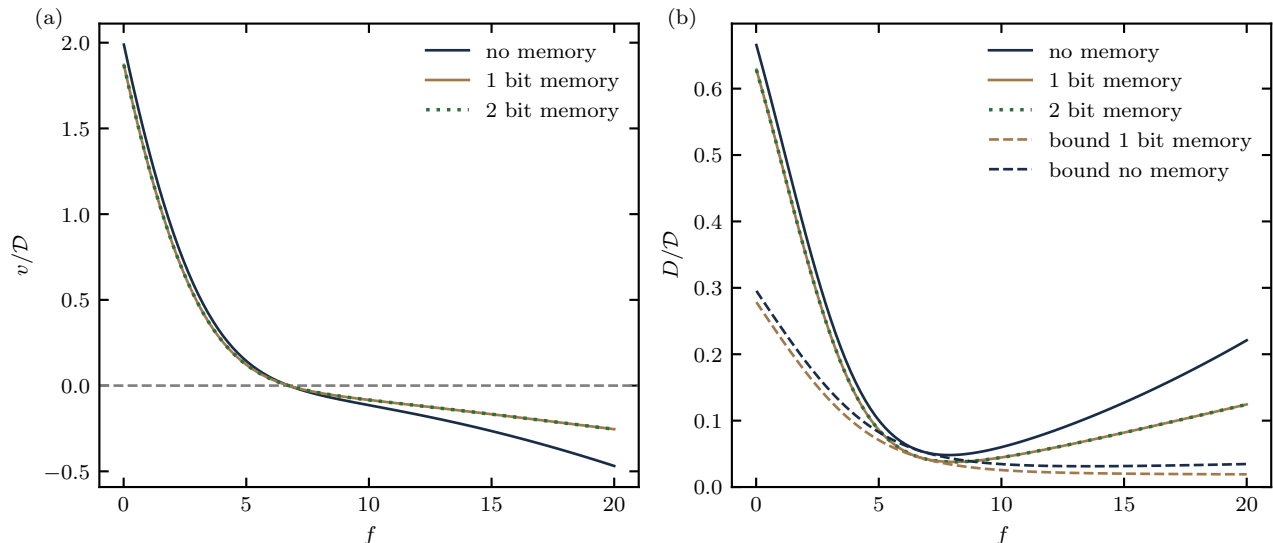 (a)
2.0
1.5
1.0
0.5
0.0
−0.5
v/𝒟
0
5
10
15
20
f
no memory
1 bit memory
2 bit memory
(b)
0.6
0.5
0.4
0.3
0.2
0.1
0.0
D/𝒟
0
5
10
15
20
f
no memory
1 bit memory
2 bit memory
bound 1 bit memory
bound no memory